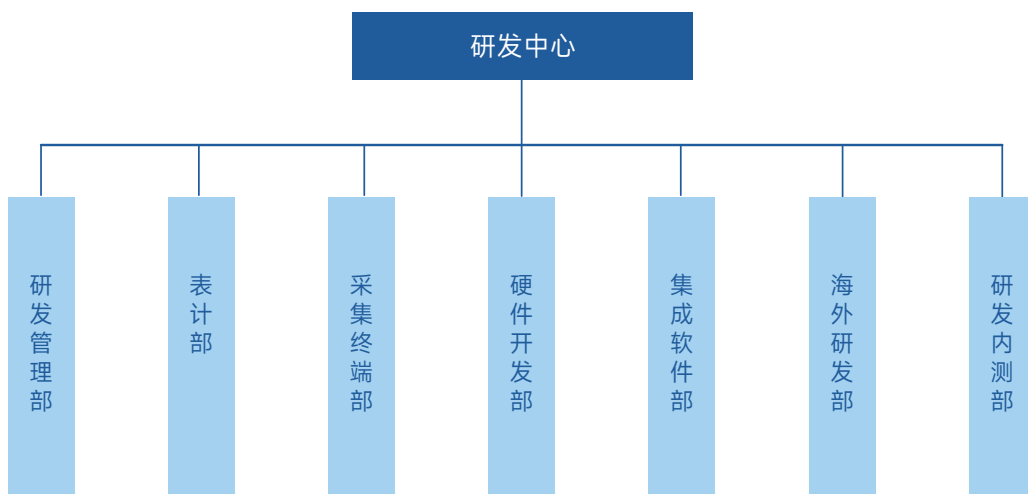 研发中心
研发管理部
表计部
采集终端部
硬件开发部
集成软件部
海外研发部
研发内测部